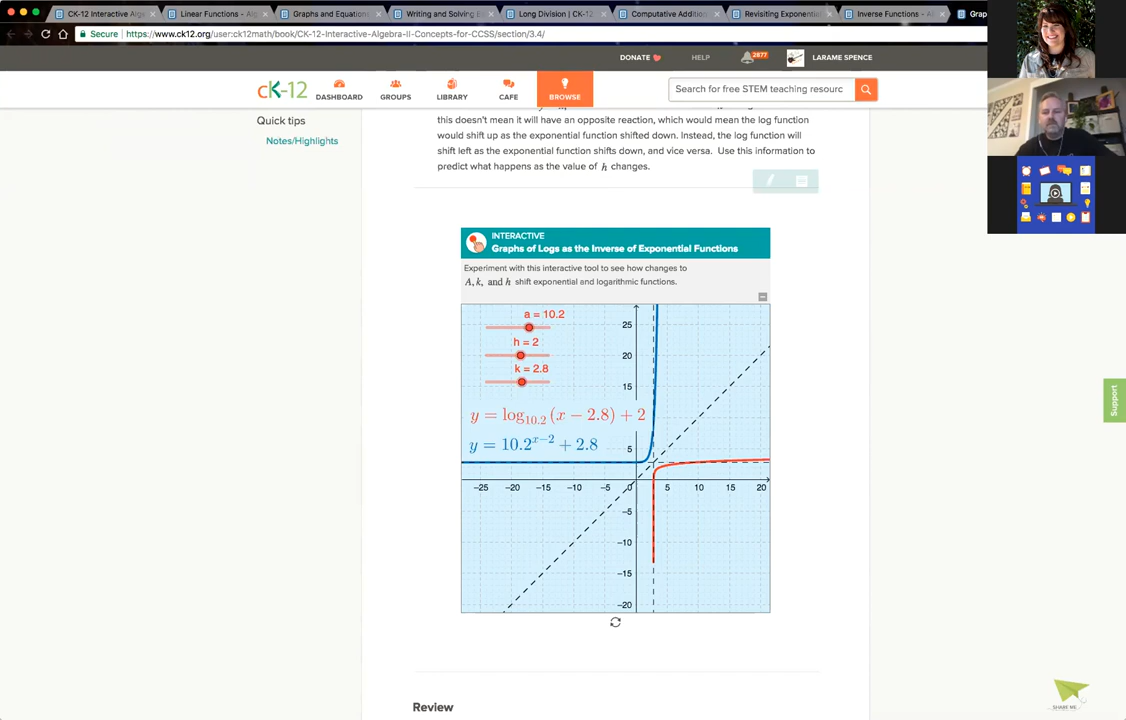 CK-12 Interactive Alge
Linear Functions - Alg
Graphs and Equations
Writing and Solving E
Long Division | CK-12
Computative Addition
Revisiting Exponential
Inverse Functions - A
Grap
Secure
https://www.ck12.org/user:ck12math/book/CK-12-Interactive-Algebra-II-Concepts-for-CCSS/section/3.4/
DONATE
HELP
2877
LARAME SPENCE
cK-12
DASHBOARD
GROUPS
LIBRARY
CAFE
BROWSE
Search for free STEM teaching resourc
Quick tips
Notes/Highlights
this doesn't mean it will have an opposite reaction, which would mean the log function
would shift up as the exponential function shifted down. Instead, the log function will
shift left as the exponential function shifts down, and vice versa. Use this information to
predict what happens as the value of h changes.
INTERACTIVE
Graphs of Logs as the Inverse of Exponential Functions
Experiment with this interactive tool to see how changes to
A, k, and h shift exponential and logarithmic functions.
a = 10.2
h = 2
k = 2.8
y = log₁₀.₂ (x − 2.8) + 2
y = 10.2ˣ⁻² + 2.8
25
20
15
5
−25 −20 −15 −10 −5 0 5 10 15 20
−5
−10
−15
−20
Support
Review
SHARE ME